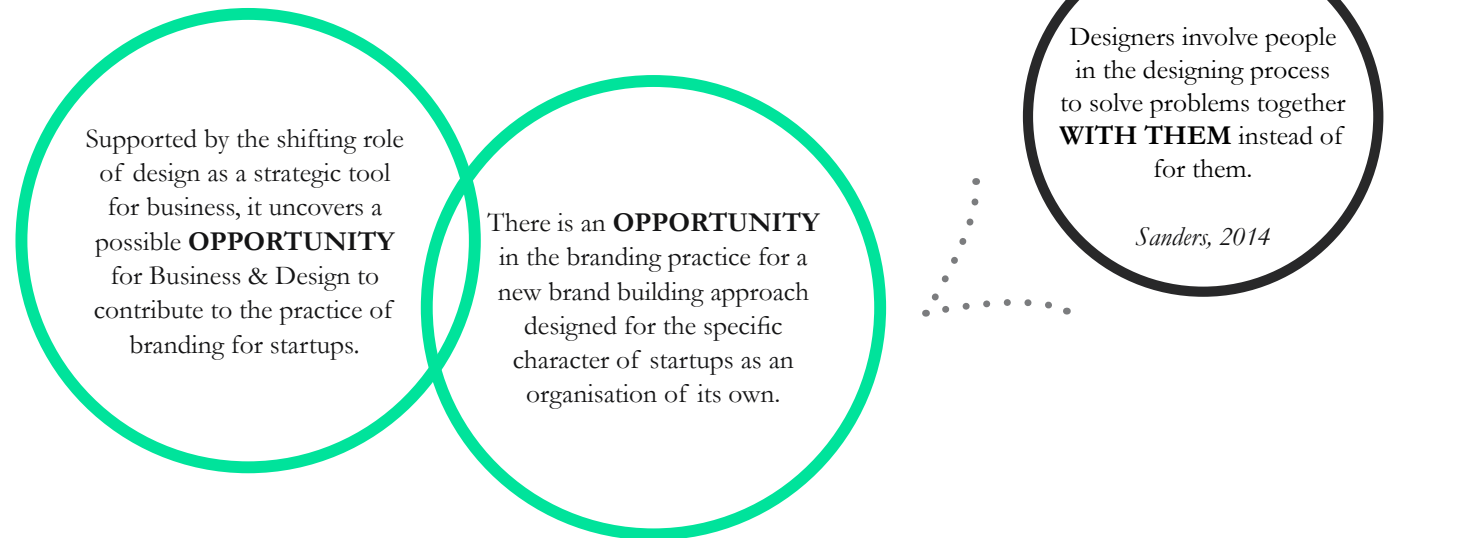 Supported by the shifting role
of design as a strategic tool
for business, it uncovers a
possible OPPORTUNITY
for Business & Design to
contribute to the practice of
branding for startups.
There is an OPPORTUNITY
in the branding practice for a
new brand building approach
designed for the specific
character of startups as an
organisation of its own.
Designers involve people
in the designing process
to solve problems together
WITH THEM instead of
for them.
Sanders, 2014